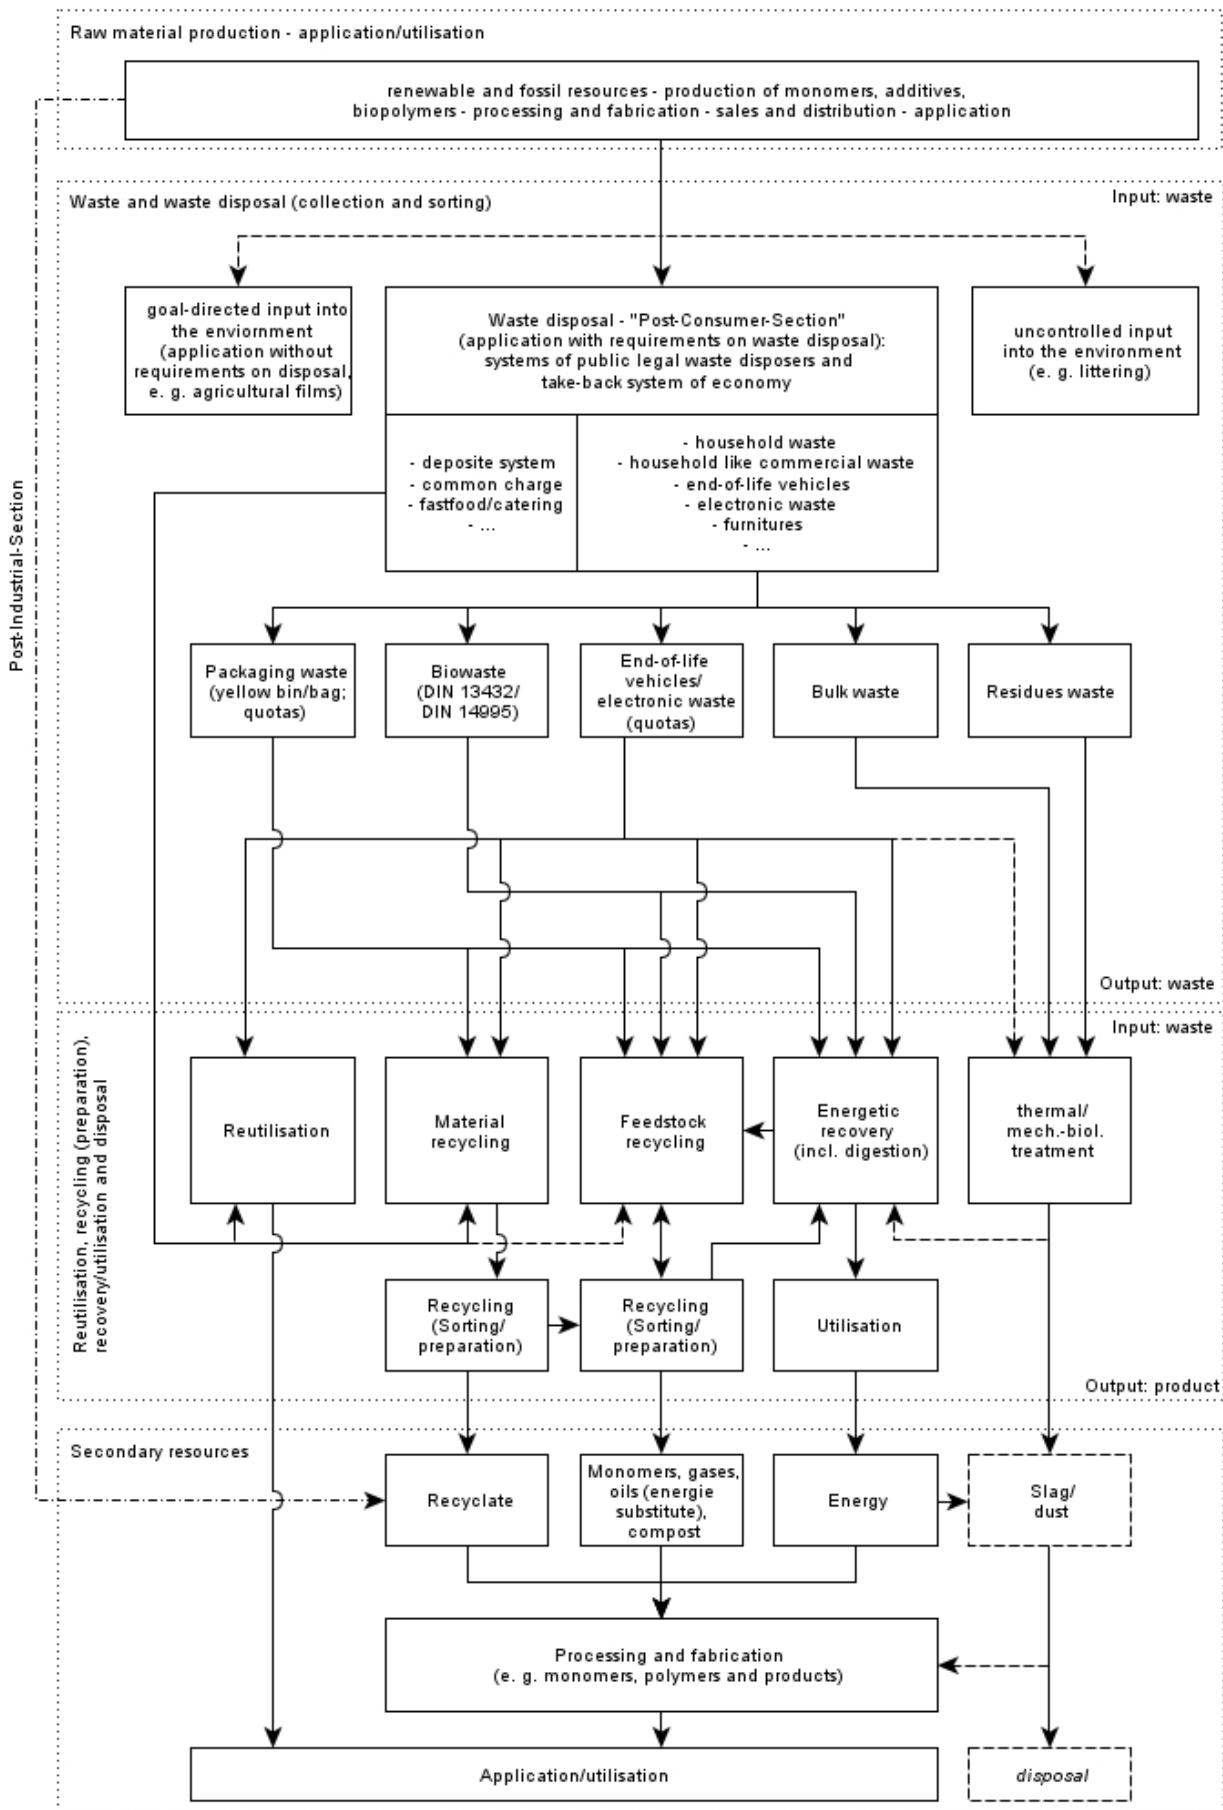 Raw material production - application/utilisation
renewable and fossil resources - production of monomers, additives,
biopolymers - processing and fabrication - sales and distribution - application
Post-Industrial-Section
Waste and waste disposal (collection and sorting)
Input: waste
goal-directed input into
the enviornment
(application without
requirements on disposal,
e. g. agricultural films)
Waste disposal - "Post-Consumer-Section"
(application with requirements on waste disposal):
systems of public legal waste disposers and
take-back system of economy
uncontrolled input
into the environment
(e. g. littering)
- deposite system
- common charge
- fastfood/catering
- ...
- household waste
- household like commercial waste
- end-of-life vehicles
- electronic waste
- furnitures
- ...
Packaging waste
(yellow bin/bag;
quotas)
Biowaste
(DIN 13432/
DIN 14995)
End-of-life
vehicles/
electronic waste
(quotas)
Bulk waste
Residues waste
Output: waste
Input: waste
Reutilisation, recycling (preparation),
recovery/utilisation and disposal
Reutilisation
Material
recycling
Feedstock
recycling
Energetic
recovery
(incl. digestion)
thermal/
mech.-biol.
treatment
Recycling
(Sorting/
preparation)
Recycling
(Sorting/
preparation)
Utilisation
Output: product
Secondary resources
Recyclate
Monomers, gases,
oils (energie
substitute),
compost
Energy
Slag/
dust
Processing and fabrication
(e. g. monomers, polymers and products)
Application/utilisation
disposal